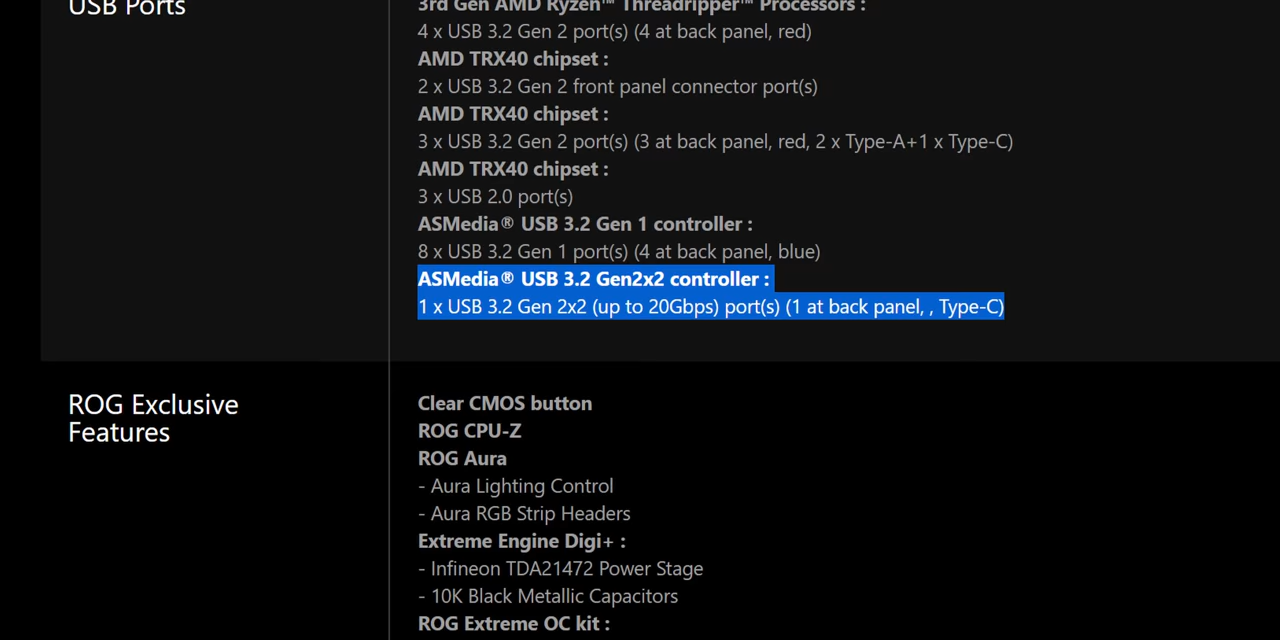 USB Ports
3rd Gen AMD Ryzen™ Threadripper™ Processors :
4 x USB 3.2 Gen 2 port(s) (4 at back panel, red)
AMD TRX40 chipset :
2 x USB 3.2 Gen 2 front panel connector port(s)
AMD TRX40 chipset :
3 x USB 3.2 Gen 2 port(s) (3 at back panel, red, 2 x Type-A+1 x Type-C)
AMD TRX40 chipset :
3 x USB 2.0 port(s)
ASMedia® USB 3.2 Gen 1 controller :
8 x USB 3.2 Gen 1 port(s) (4 at back panel, blue)
ASMedia® USB 3.2 Gen2x2 controller :
1 x USB 3.2 Gen 2x2 (up to 20Gbps) port(s) (1 at back panel, , Type-C)
ROG Exclusive
Features
Clear CMOS button
ROG CPU-Z
ROG Aura
- Aura Lighting Control
- Aura RGB Strip Headers
Extreme Engine Digi+ :
- Infineon TDA21472 Power Stage
- 10K Black Metallic Capacitors
ROG Extreme OC kit :